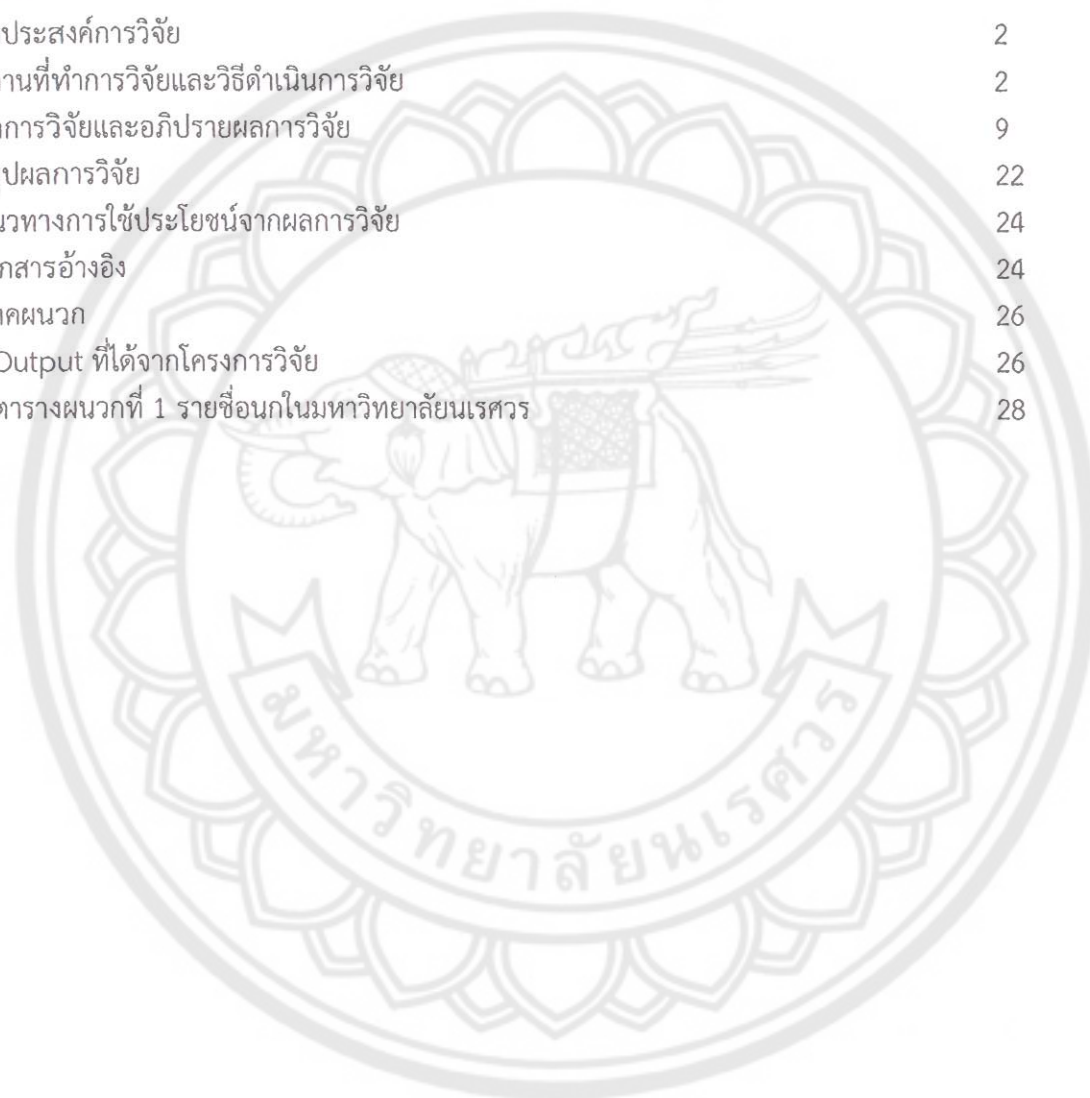 ประสงค์การวิจัย 2
านที่ทำการวิจัยและวิธีดำเนินการวิจัย 2
การวิจัยและอภิปรายผลการวิจัย 9
ปผลการวิจัย 22
นวทางการใช้ประโยชน์จากผลการวิจัย 24
กสารอ้างอิง 24
าคผนวก 26
Output ที่ได้จากโครงการวิจัย 26
ตารางผนวกที่ 1 รายชื่อนกในมหาวิทยาลัยนเรศวร 28
มหาวิทยาลัยนเรศวร